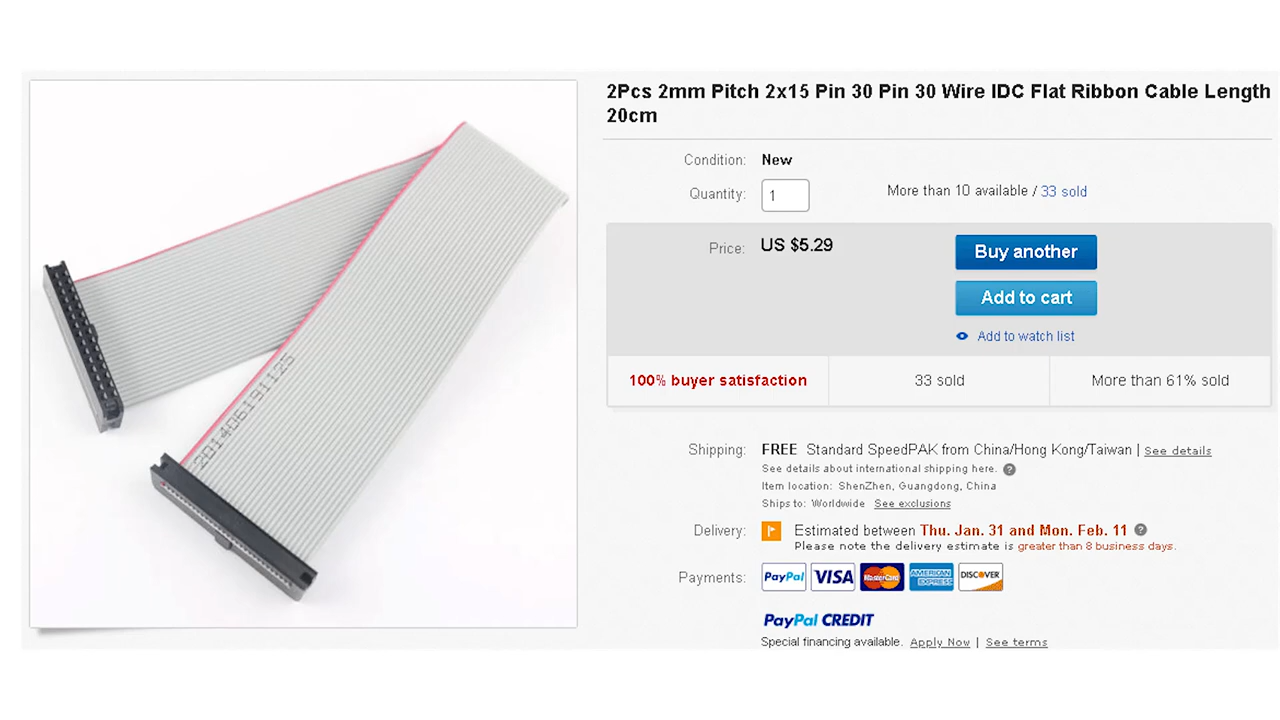 2Pcs 2mm Pitch 2x15 Pin 30 Pin 30 Wire IDC Flat Ribbon Cable Length
20cm
Condition: New
Quantity: 1 More than 10 available / 33 sold
Price: US $5.29
Buy another
Add to cart
Add to watch list
100% buyer satisfaction 33 sold More than 61% sold
Shipping: FREE Standard SpeedPAK from China/Hong Kong/Taiwan | See details
See details about international shipping here. ?
Item location: ShenZhen, Guangdong, China
Ships to: Worldwide See exclusions
Delivery: Estimated between Thu. Jan. 31 and Mon. Feb. 11 ?
Please note the delivery estimate is greater than 8 business days.
Payments: PayPal VISA MasterCard AMERICAN EXPRESS DISCOVER
PayPal CREDIT
Special financing available. Apply Now | See terms
201406191125